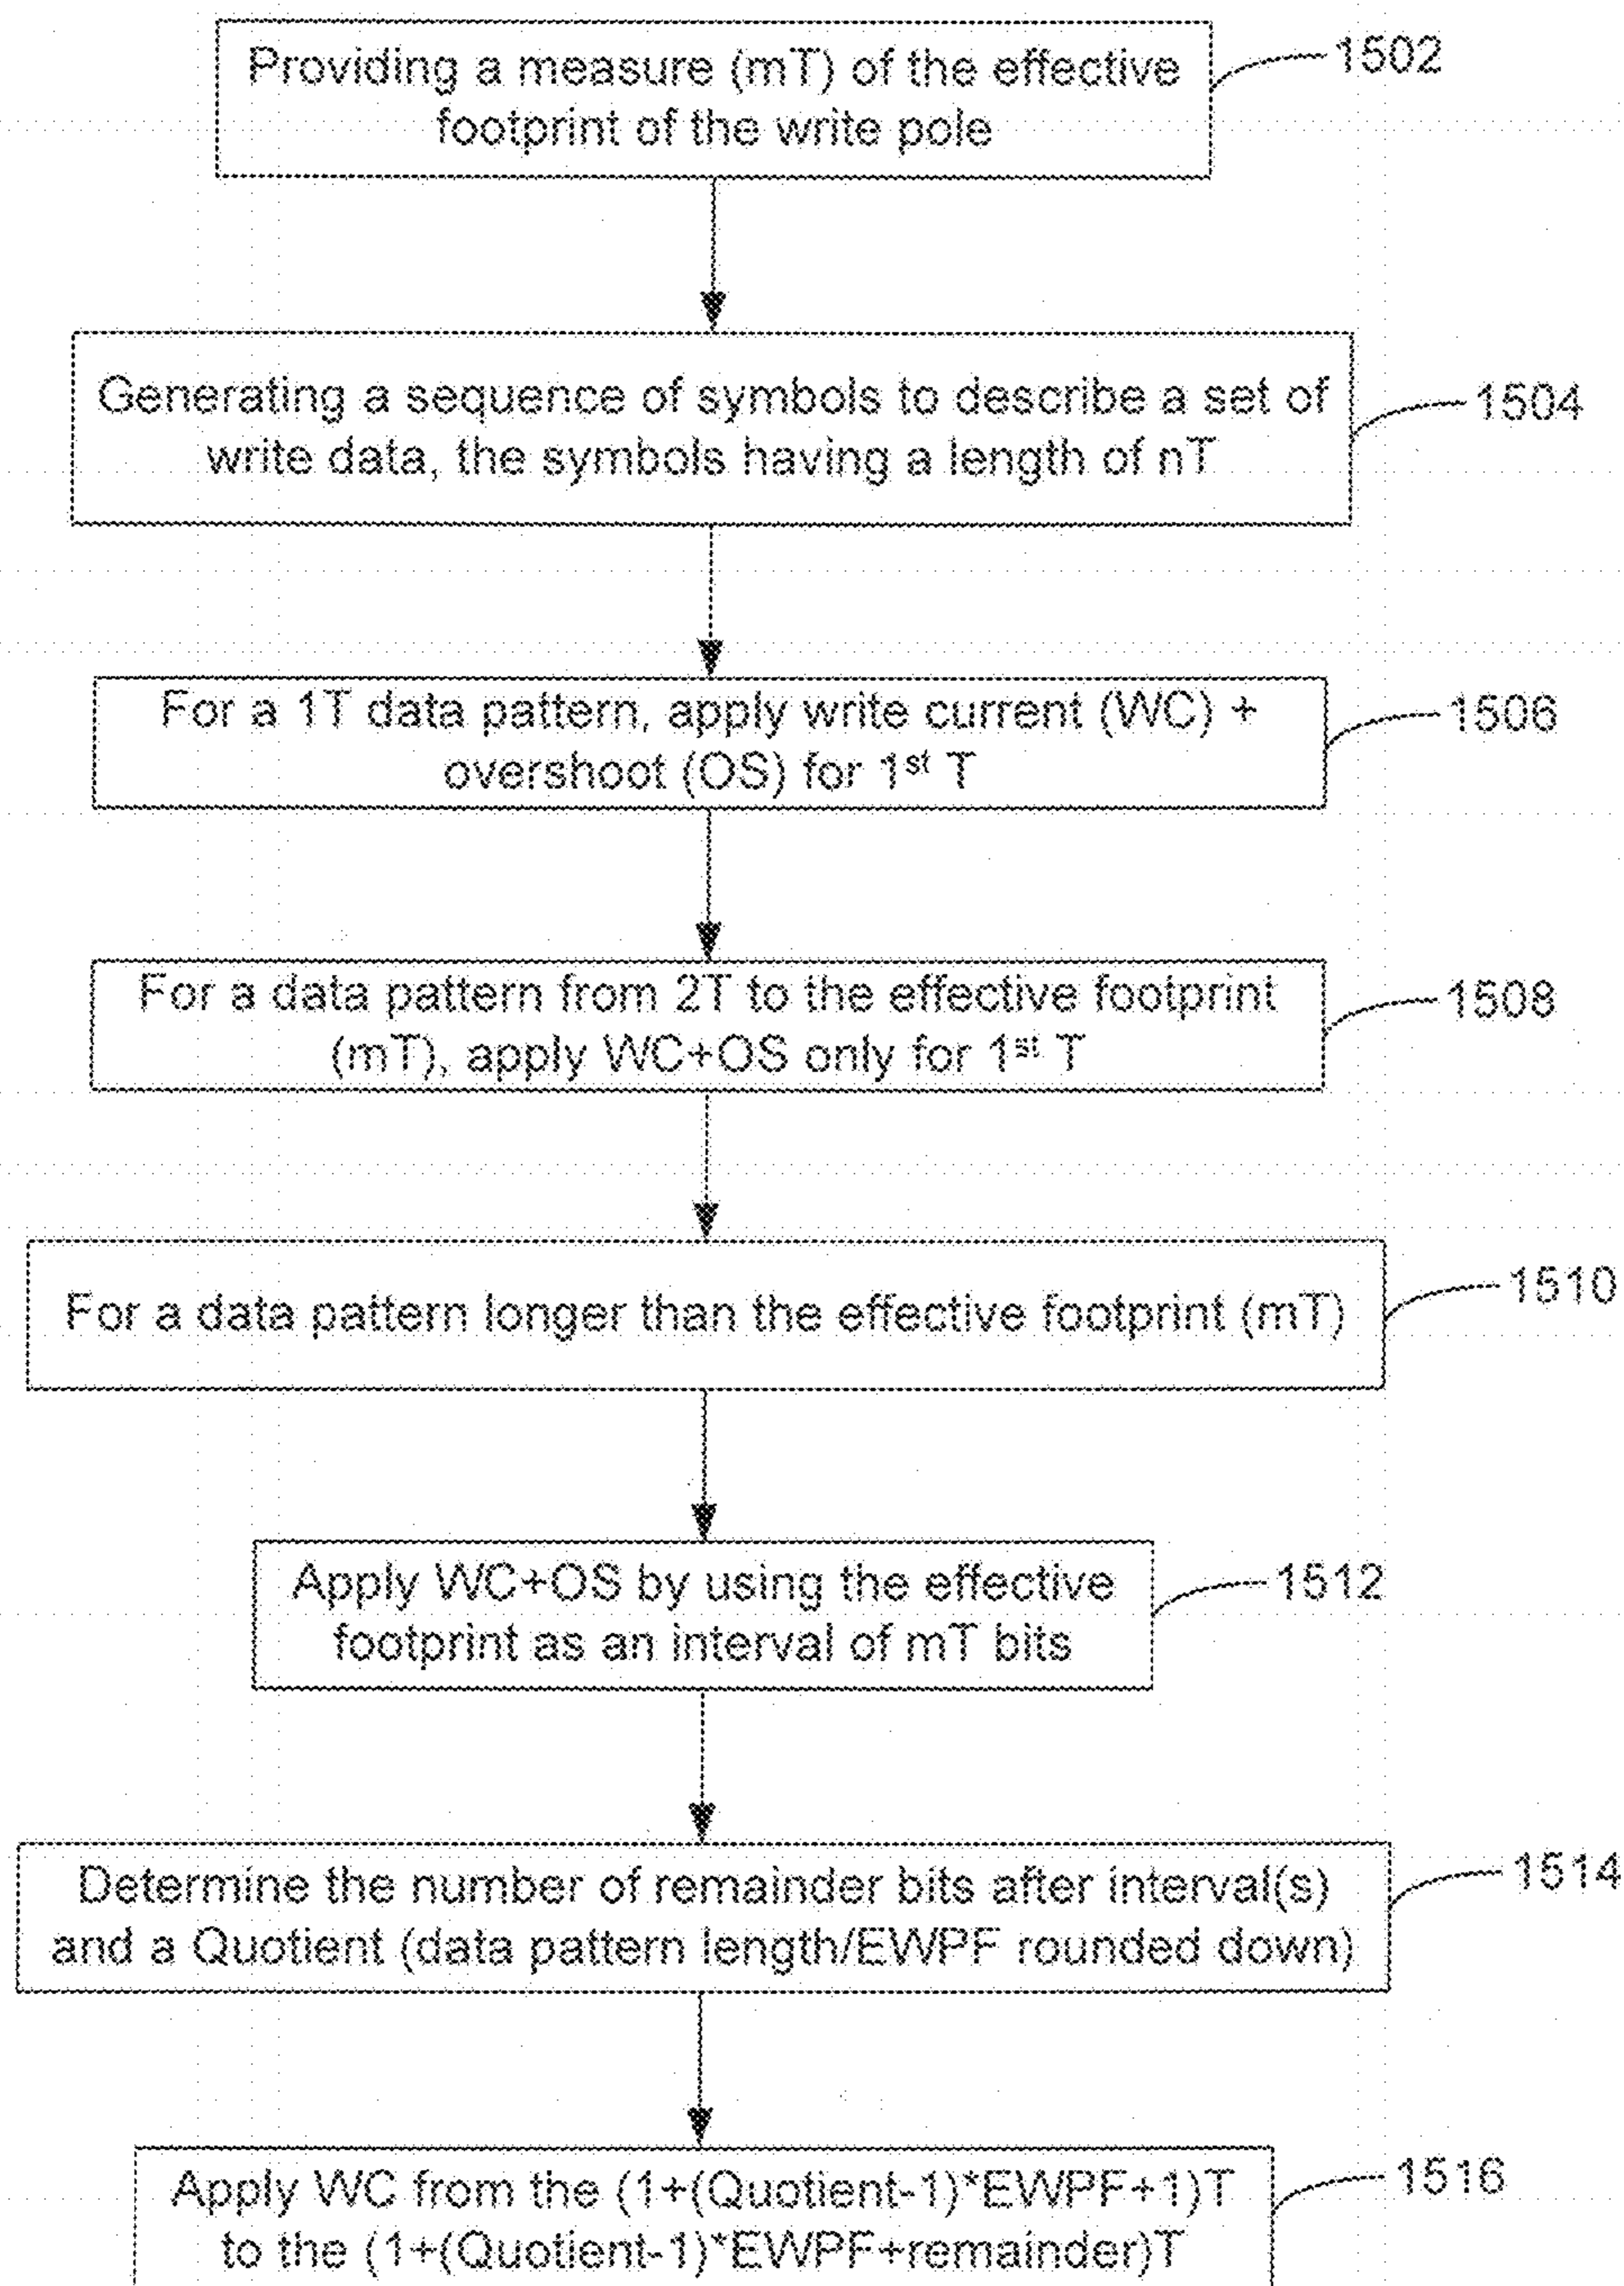 Providing a measure (mT) of the effective
footprint of the write pole
1502
Generating a sequence of symbols to describe a set of
write data, the symbols having a length of nT
1504
For a 1T data pattern, apply write current (WC) +
overshoot (OS) for 1st T
1506
For a data pattern from 2T to the effective footprint
(mT), apply WC+OS only for 1st T
1508
For a data pattern longer than the effective footprint (mT)
1510
Apply WC+OS by using the effective
footprint as an interval of mT bits
1512
Determine the number of remainder bits after interval(s)
and a Quotient (data pattern length/EWPF rounded down)
1514
Apply WC from the (1+(Quotient-1)*EWPF+1)T
to the (1+(Quotient-1)*EWPF+remainder)T
1516